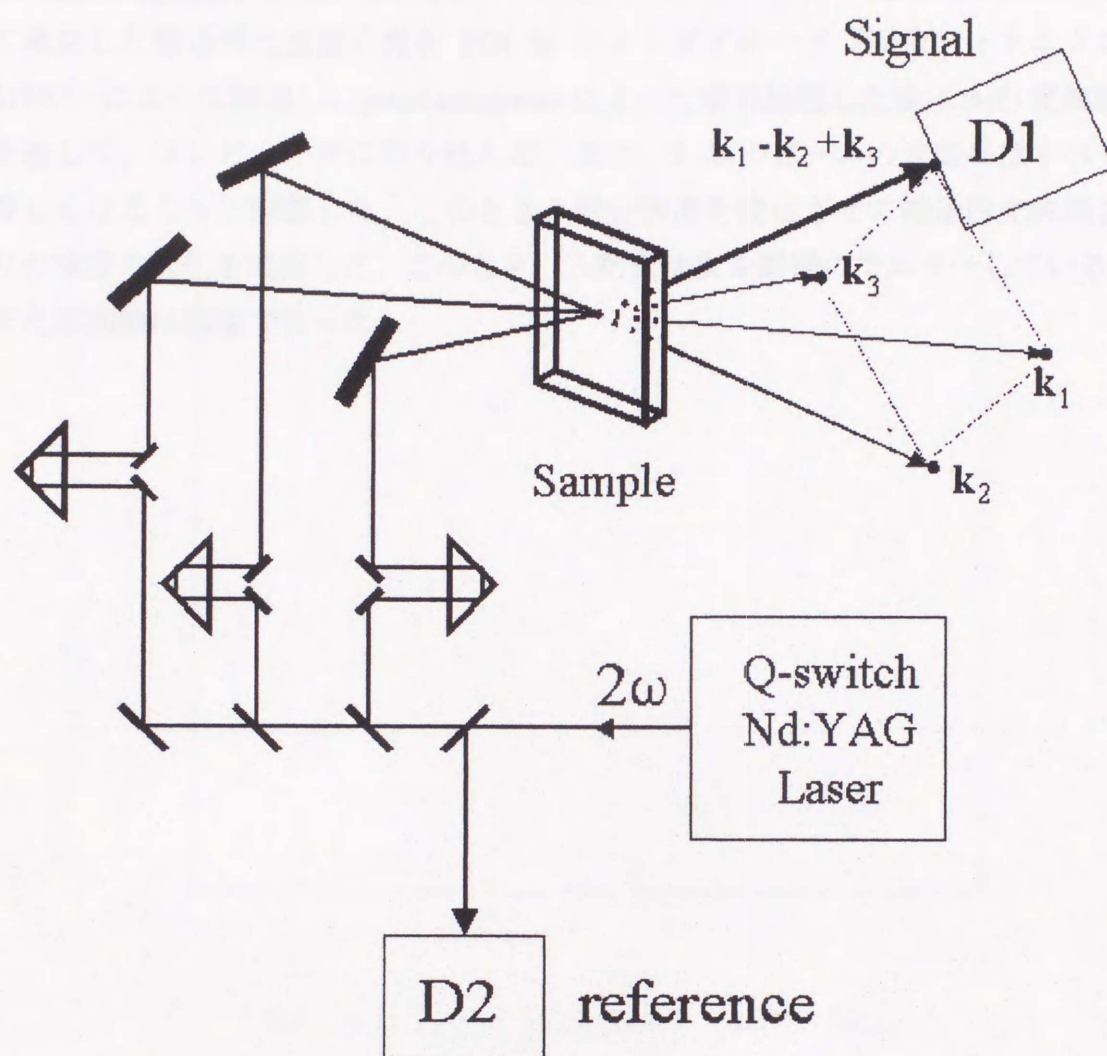 Signal
D1
k₁ -k₂ +k₃
k₃
k₁
k₂
Sample
2ω
Q-switch
Nd:YAG
Laser
D2
reference